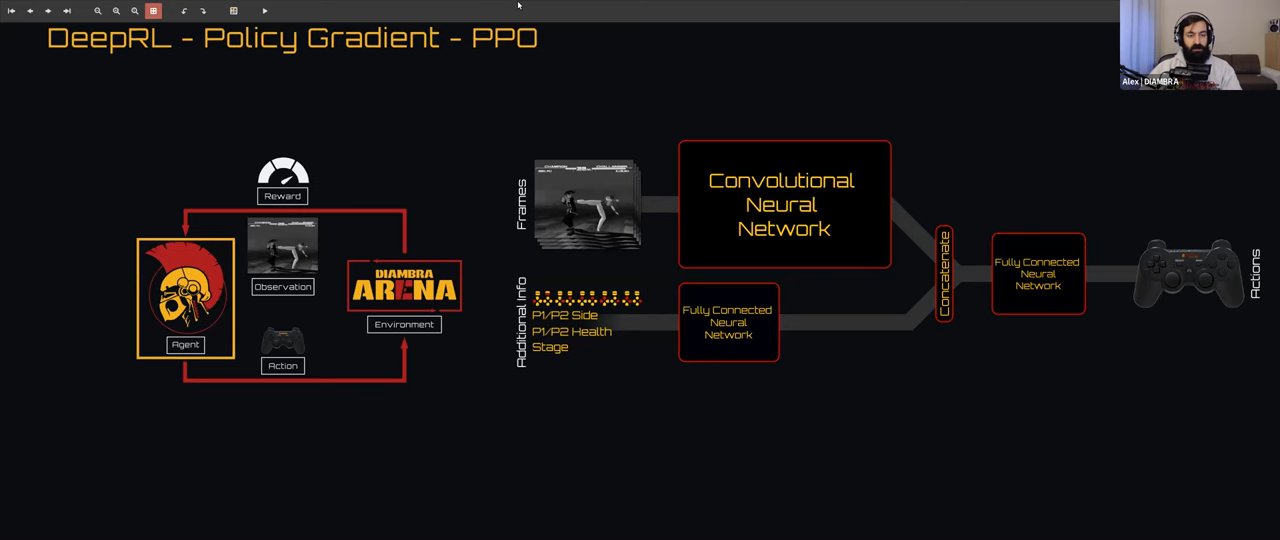 DeepRL - Policy Gradient - PPO
Alex | DIAMBRA
Reward
Observation
Agent
DIAMBRA
ARENA
Environment
Action
Frames
Convolutional
Neural
Network
Additional Info
P1/P2 Side
P1/P2 Health
Stage
Fully Connected
Neural
Network
Concatenate
Fully Connected
Neural
Network
Actions